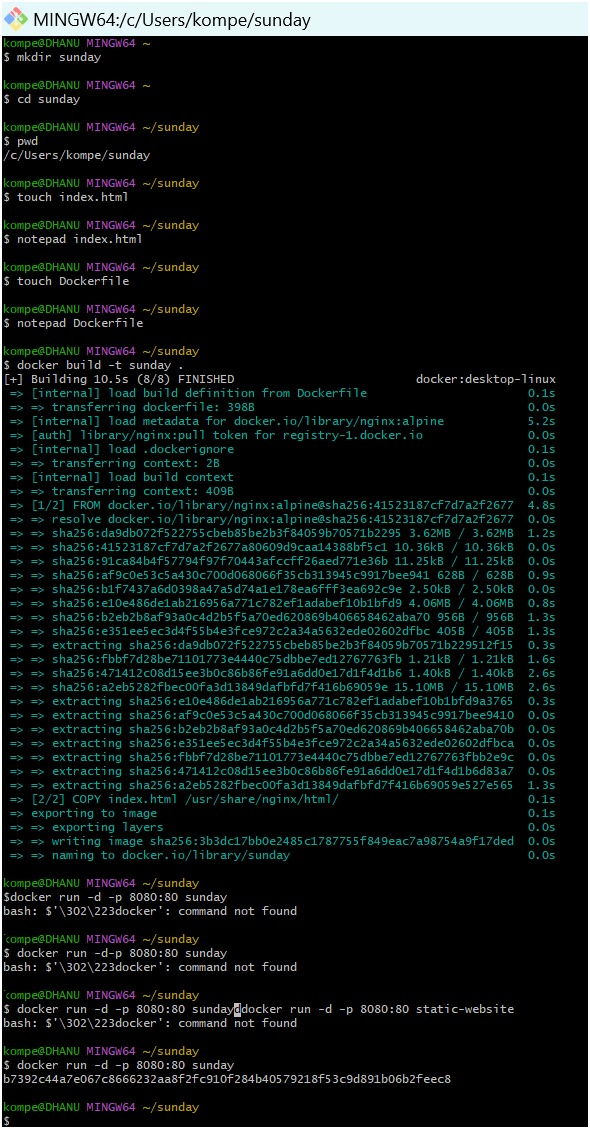 MINGW64:/c/Users/kompe/sunday
kompe@DHANU MINGW64 ~
$ mkdir sunday
kompe@DHANU MINGW64 ~
$ cd sunday
kompe@DHANU MINGW64 ~/sunday
$ pwd
/c/Users/kompe/sunday
kompe@DHANU MINGW64 ~/sunday
$ touch index.html
kompe@DHANU MINGW64 ~/sunday
$ notepad index.html
kompe@DHANU MINGW64 ~/sunday
$ touch Dockerfile
kompe@DHANU MINGW64 ~/sunday
$ notepad Dockerfile
kompe@DHANU MINGW64 ~/sunday
$ docker build -t sunday .
[+] Building 10.5s (8/8) FINISHED docker:desktop-linux
=> [internal] load build definition from Dockerfile 0.1s
=> => transferring dockerfile: 398B 0.0s
=> [internal] load metadata for docker.io/library/nginx:alpine 5.2s
=> [auth] library/nginx:pull token for registry-1.docker.io 0.0s
=> [internal] load .dockerignore 0.1s
=> => transferring context: 2B 0.0s
=> [internal] load build context 0.1s
=> => transferring context: 409B 0.0s
=> [1/2] FROM docker.io/library/nginx:alpine@sha256:41523187cf7d7a2f2677 4.8s
=> => resolve docker.io/library/nginx:alpine@sha256:41523187cf7d7a2f2677 0.0s
=> => sha256:da9db072f522755cbeb85be2b3f84059b70571b2295 3.62MB / 3.62MB 1.2s
=> => sha256:41523187cf7d7a2f2677a80609d9caa14388bf5c1 10.36kB / 10.36kB 0.0s
=> => sha256:91ca84b4f57794f97f70443afccff26aed771e36b 11.25kB / 11.25kB 0.0s
=> => sha256:af9c0e53c5a430c700d068066f35cb313945c9917bee941 628B / 628B 0.9s
=> => sha256:b1f7437a6d0398a47a5d74a1e178ea6fff3ea692c9e 2.50kB / 2.50kB 0.0s
=> => sha256:e10e486de1ab216956a771c782ef1adabef10b1bfd9 4.06MB / 4.06MB 0.8s
=> => sha256:b2eb2b8af93a0c4d2b5f5a70ed620869b406658462aba70 956B / 956B 1.3s
=> => sha256:e351ee5ec3d4f55b4e3fce972c2a34a5632ede02602dfbc 405B / 405B 1.3s
=> => extracting sha256:da9db072f522755cbeb85be2b3f84059b70571b229512f15 0.3s
=> => sha256:fbbf7d28be71101773e4440c75dbbe7ed12767763fb 1.21kB / 1.21kB 1.6s
=> => sha256:471412c08d15ee3b0c86b86fe91a6dd0e17d1f4d1b6 1.40kB / 1.40kB 2.6s
=> => sha256:a2eb5282fbec00fa3d13849dafbfd7f416b69059e 15.10MB / 15.10MB 2.6s
=> => extracting sha256:e10e486de1ab216956a771c782ef1adabef10b1bfd9a3765 0.3s
=> => extracting sha256:af9c0e53c5a430c700d068066f35cb313945c9917bee9410 0.0s
=> => extracting sha256:b2eb2b8af93a0c4d2b5f5a70ed620869b406658462aba70b 0.0s
=> => extracting sha256:e351ee5ec3d4f55b4e3fce972c2a34a5632ede02602dfbca 0.0s
=> => extracting sha256:fbbf7d28be71101773e4440c75dbbe7ed12767763fbb2e9c 0.0s
=> => extracting sha256:471412c08d15ee3b0c86b86fe91a6dd0e17d1f4d1b6d83a7 0.0s
=> => extracting sha256:a2eb5282fbec00fa3d13849dafbfd7f416b69059e527e565 1.3s
=> [2/2] COPY index.html /usr/share/nginx/html/ 0.1s
=> exporting to image 0.1s
=> => exporting layers 0.0s
=> => writing image sha256:3b3dc17bb0e2485c1787755f849eac7a98754a9f17ded 0.0s
=> => naming to docker.io/library/sunday 0.0s
kompe@DHANU MINGW64 ~/sunday
$docker run -d -p 8080:80 sunday
bash: $'\302\223docker': command not found
kompe@DHANU MINGW64 ~/sunday
$ docker run -d-p 8080:80 sunday
bash: $'\302\223docker': command not found
kompe@DHANU MINGW64 ~/sunday
$ docker run -d -p 8080:80 sundayddocker run -d -p 8080:80 static-website
bash: $'\302\223docker': command not found
kompe@DHANU MINGW64 ~/sunday
$ docker run -d -p 8080:80 sunday
b7392c44a7e067c8666232aa8f2fc910f284b40579218f53c9d891b06b2feec8
kompe@DHANU MINGW64 ~/sunday
$